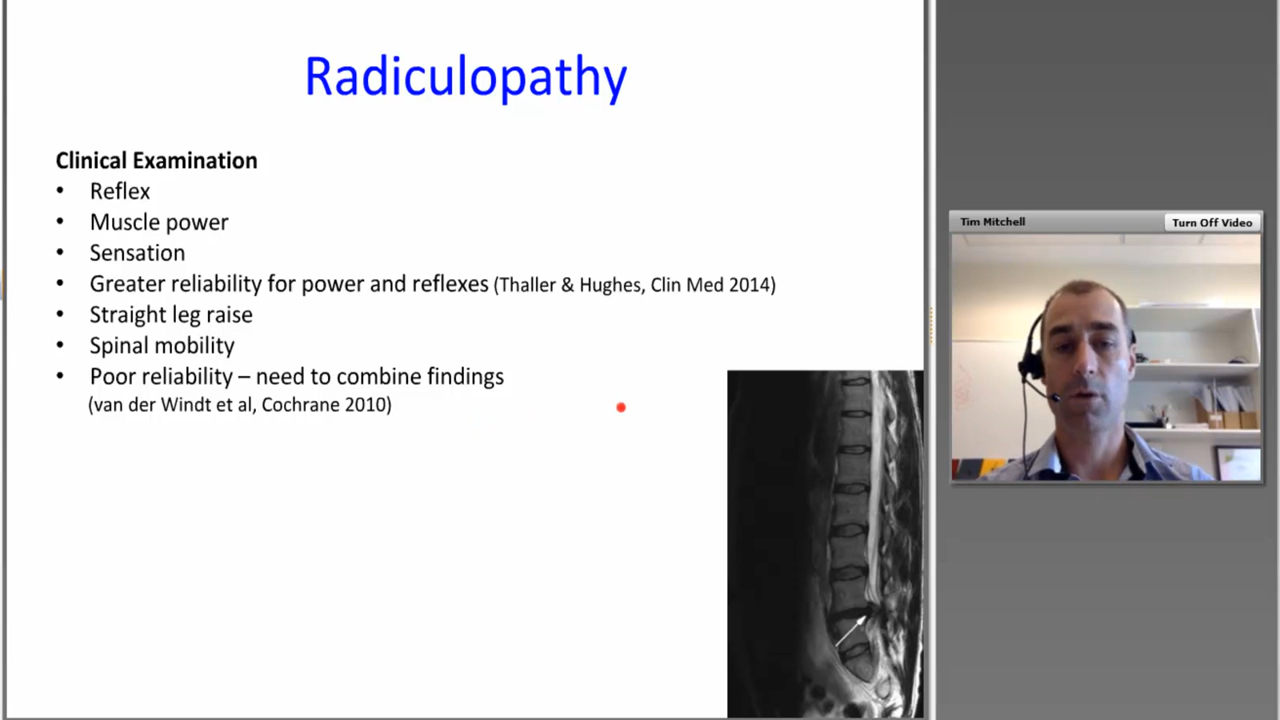 Radiculopathy
Clinical Examination
• Reflex
• Muscle power
• Sensation
• Greater reliability for power and reflexes (Thaller & Hughes, Clin Med 2014)
• Straight leg raise
• Spinal mobility
• Poor reliability – need to combine findings
(van der Windt et al, Cochrane 2010)
Tim Mitchell
Turn Off Video